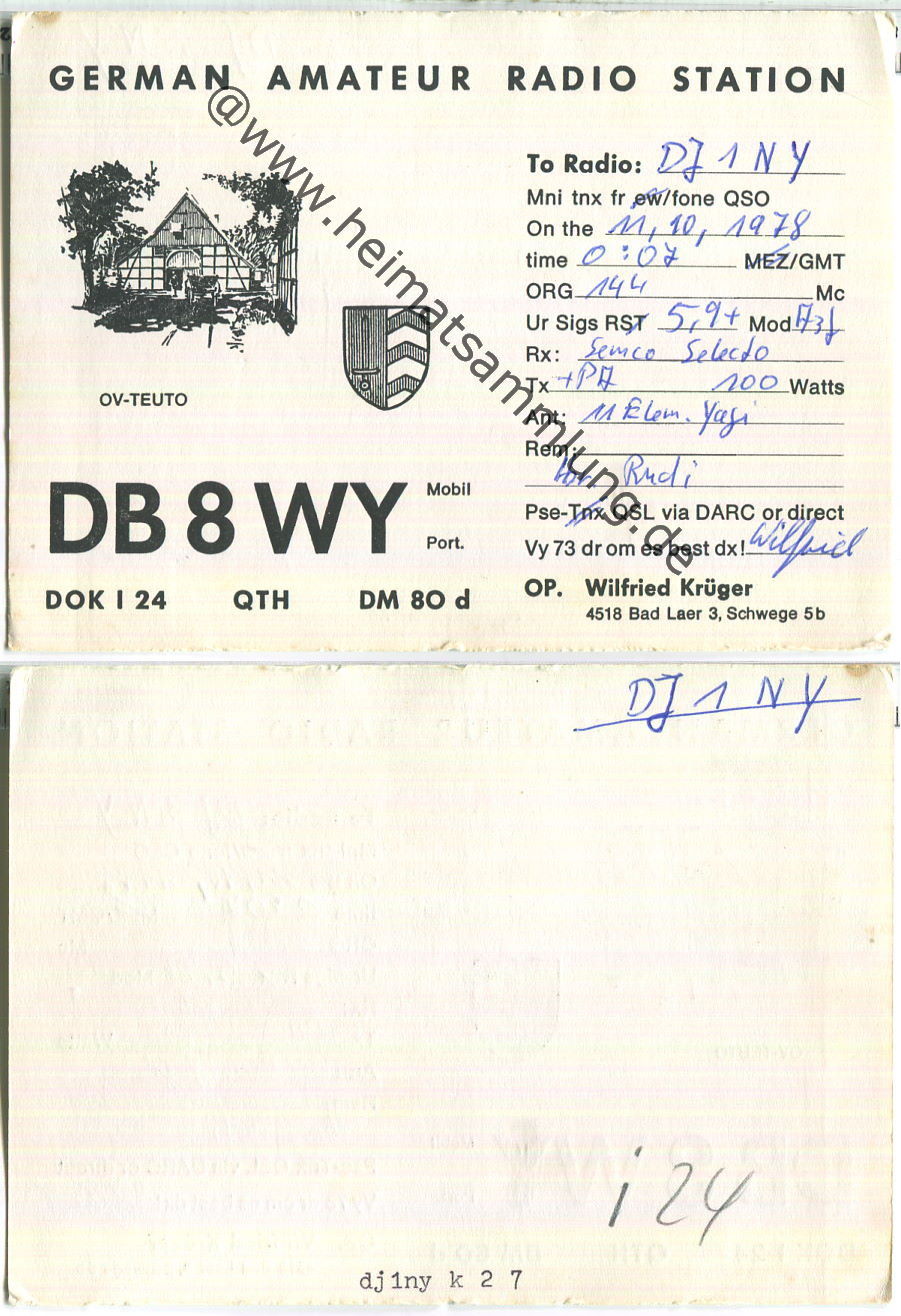 GERMAN AMATEUR RADIO STATION
@www.heimatsammlung.de
OV-TEUTO
DB8WY
Mobil
Port.
DOK I 24 QTH DM 80 d
To Radio: DJ 1 NY
Mni tnx fr cw/fone QSO
On the 11, 10, 1978
time 0:07 MEZ/GMT
ORG 144 Mc
Ur Sigs RST 5,9+ Mod A3j
Rx: Semco Selecto
Tx +PA 100 Watts
Ant: 11 Elem. Yagi
Rem:
Rudi
Pse-Tnx QSL via DARC or direct
Vy 73 dr om es best dx! Wilfried
OP. Wilfried Krüger
4518 Bad Laer 3, Schwege 5b
DJ 1 NY
i 24
dj1ny k 2 7